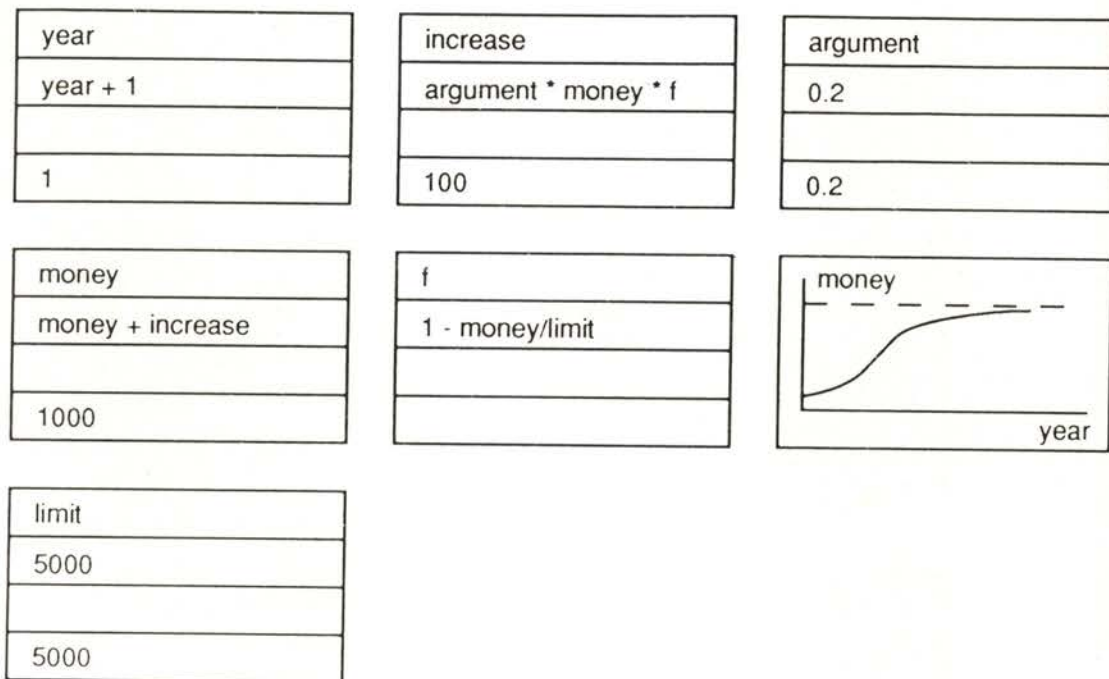 year
year + 1
1
increase
argument * money * f
100
argument
0.2
0.2
money
money + increase
1000
f
1 - money/limit
money
year
limit
5000
5000